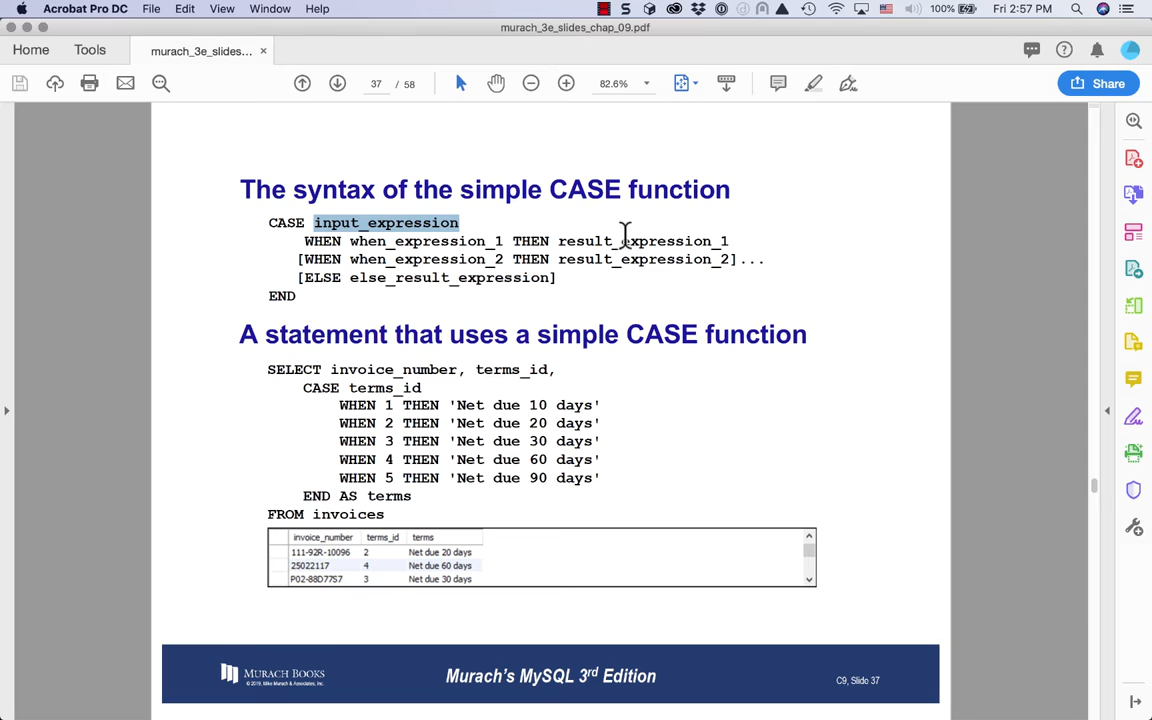 Acrobat Pro DC File Edit View Window Help 100% Fri 2:57 PM
murach_3e_slides_chap_09.pdf
Home Tools murach_3e_slides... ×
37 / 58 82.6% Share
The syntax of the simple CASE function
CASE input_expression
WHEN when_expression_1 THEN result_expression_1
[WHEN when_expression_2 THEN result_expression_2]...
[ELSE else_result_expression]
END
A statement that uses a simple CASE function
SELECT invoice_number, terms_id,
CASE terms_id
WHEN 1 THEN 'Net due 10 days'
WHEN 2 THEN 'Net due 20 days'
WHEN 3 THEN 'Net due 30 days'
WHEN 4 THEN 'Net due 60 days'
WHEN 5 THEN 'Net due 90 days'
END AS terms
FROM invoices
invoice_number terms_id terms
111-92R-10096 2 Net due 20 days
25022117 4 Net due 60 days
P02-88D77S7 3 Net due 30 days
MURACH BOOKS
© 2019, Mike Murach & Associates, Inc.
Murach's MySQL 3rd Edition
C9, Slide 37